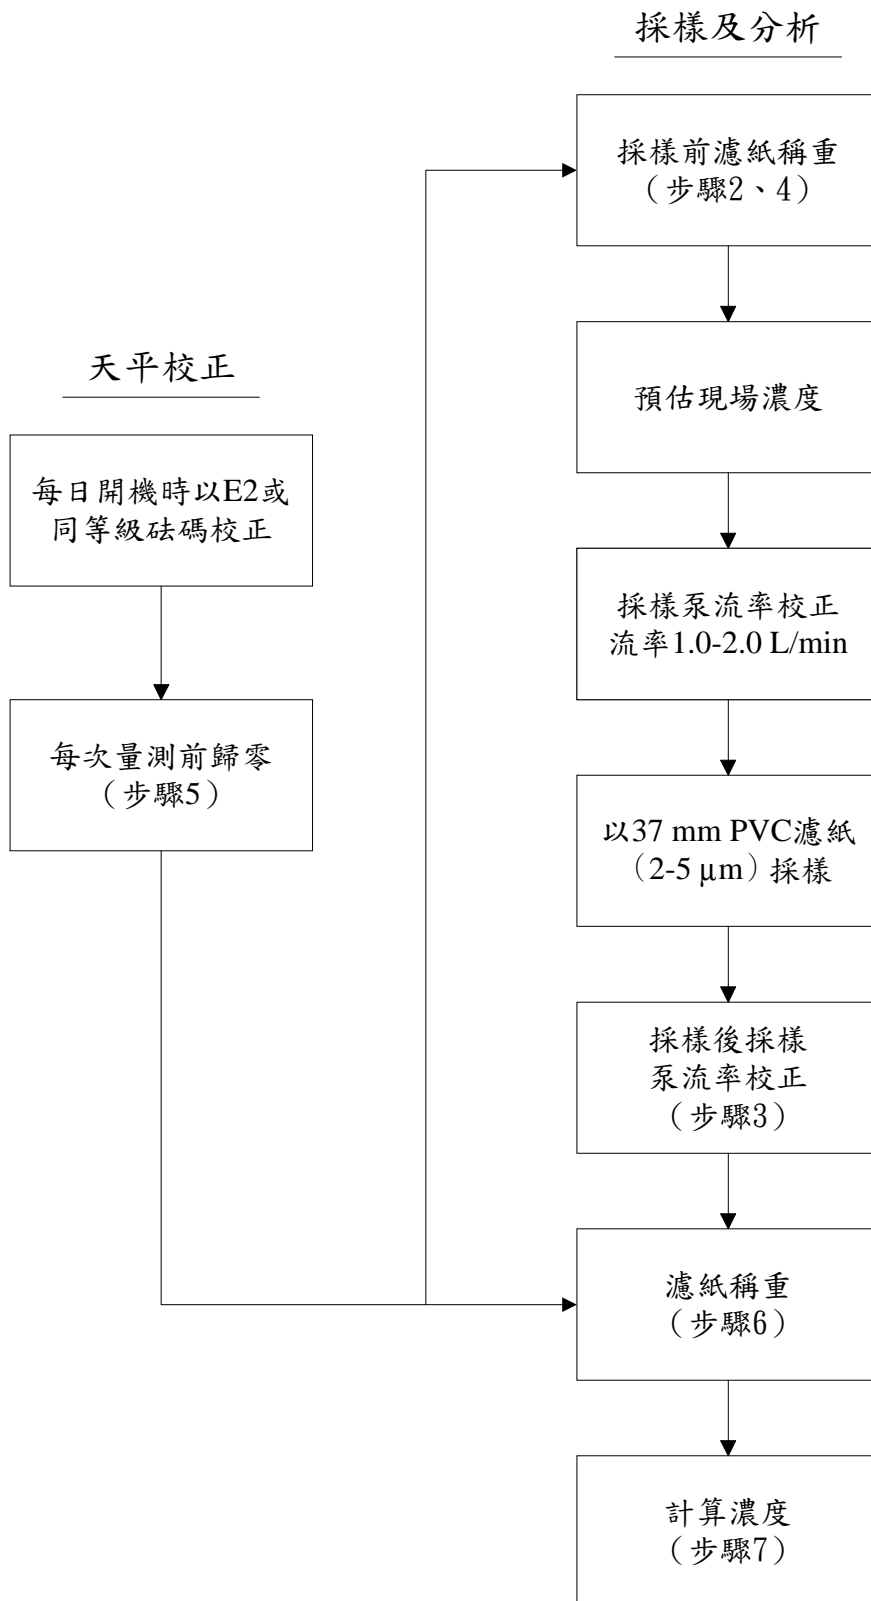 採樣及分析
採樣前濾紙稱重
（步驟2、4）
預估現場濃度
天平校正
每日開機時以E2或
同等級砝碼校正
採樣泵流率校正
流率1.0-2.0 L/min
每次量測前歸零
（步驟5）
以37 mm PVC濾紙
（2-5 μm）採樣
採樣後採樣
泵流率校正
（步驟3）
濾紙稱重
（步驟6）
計算濃度
（步驟7）